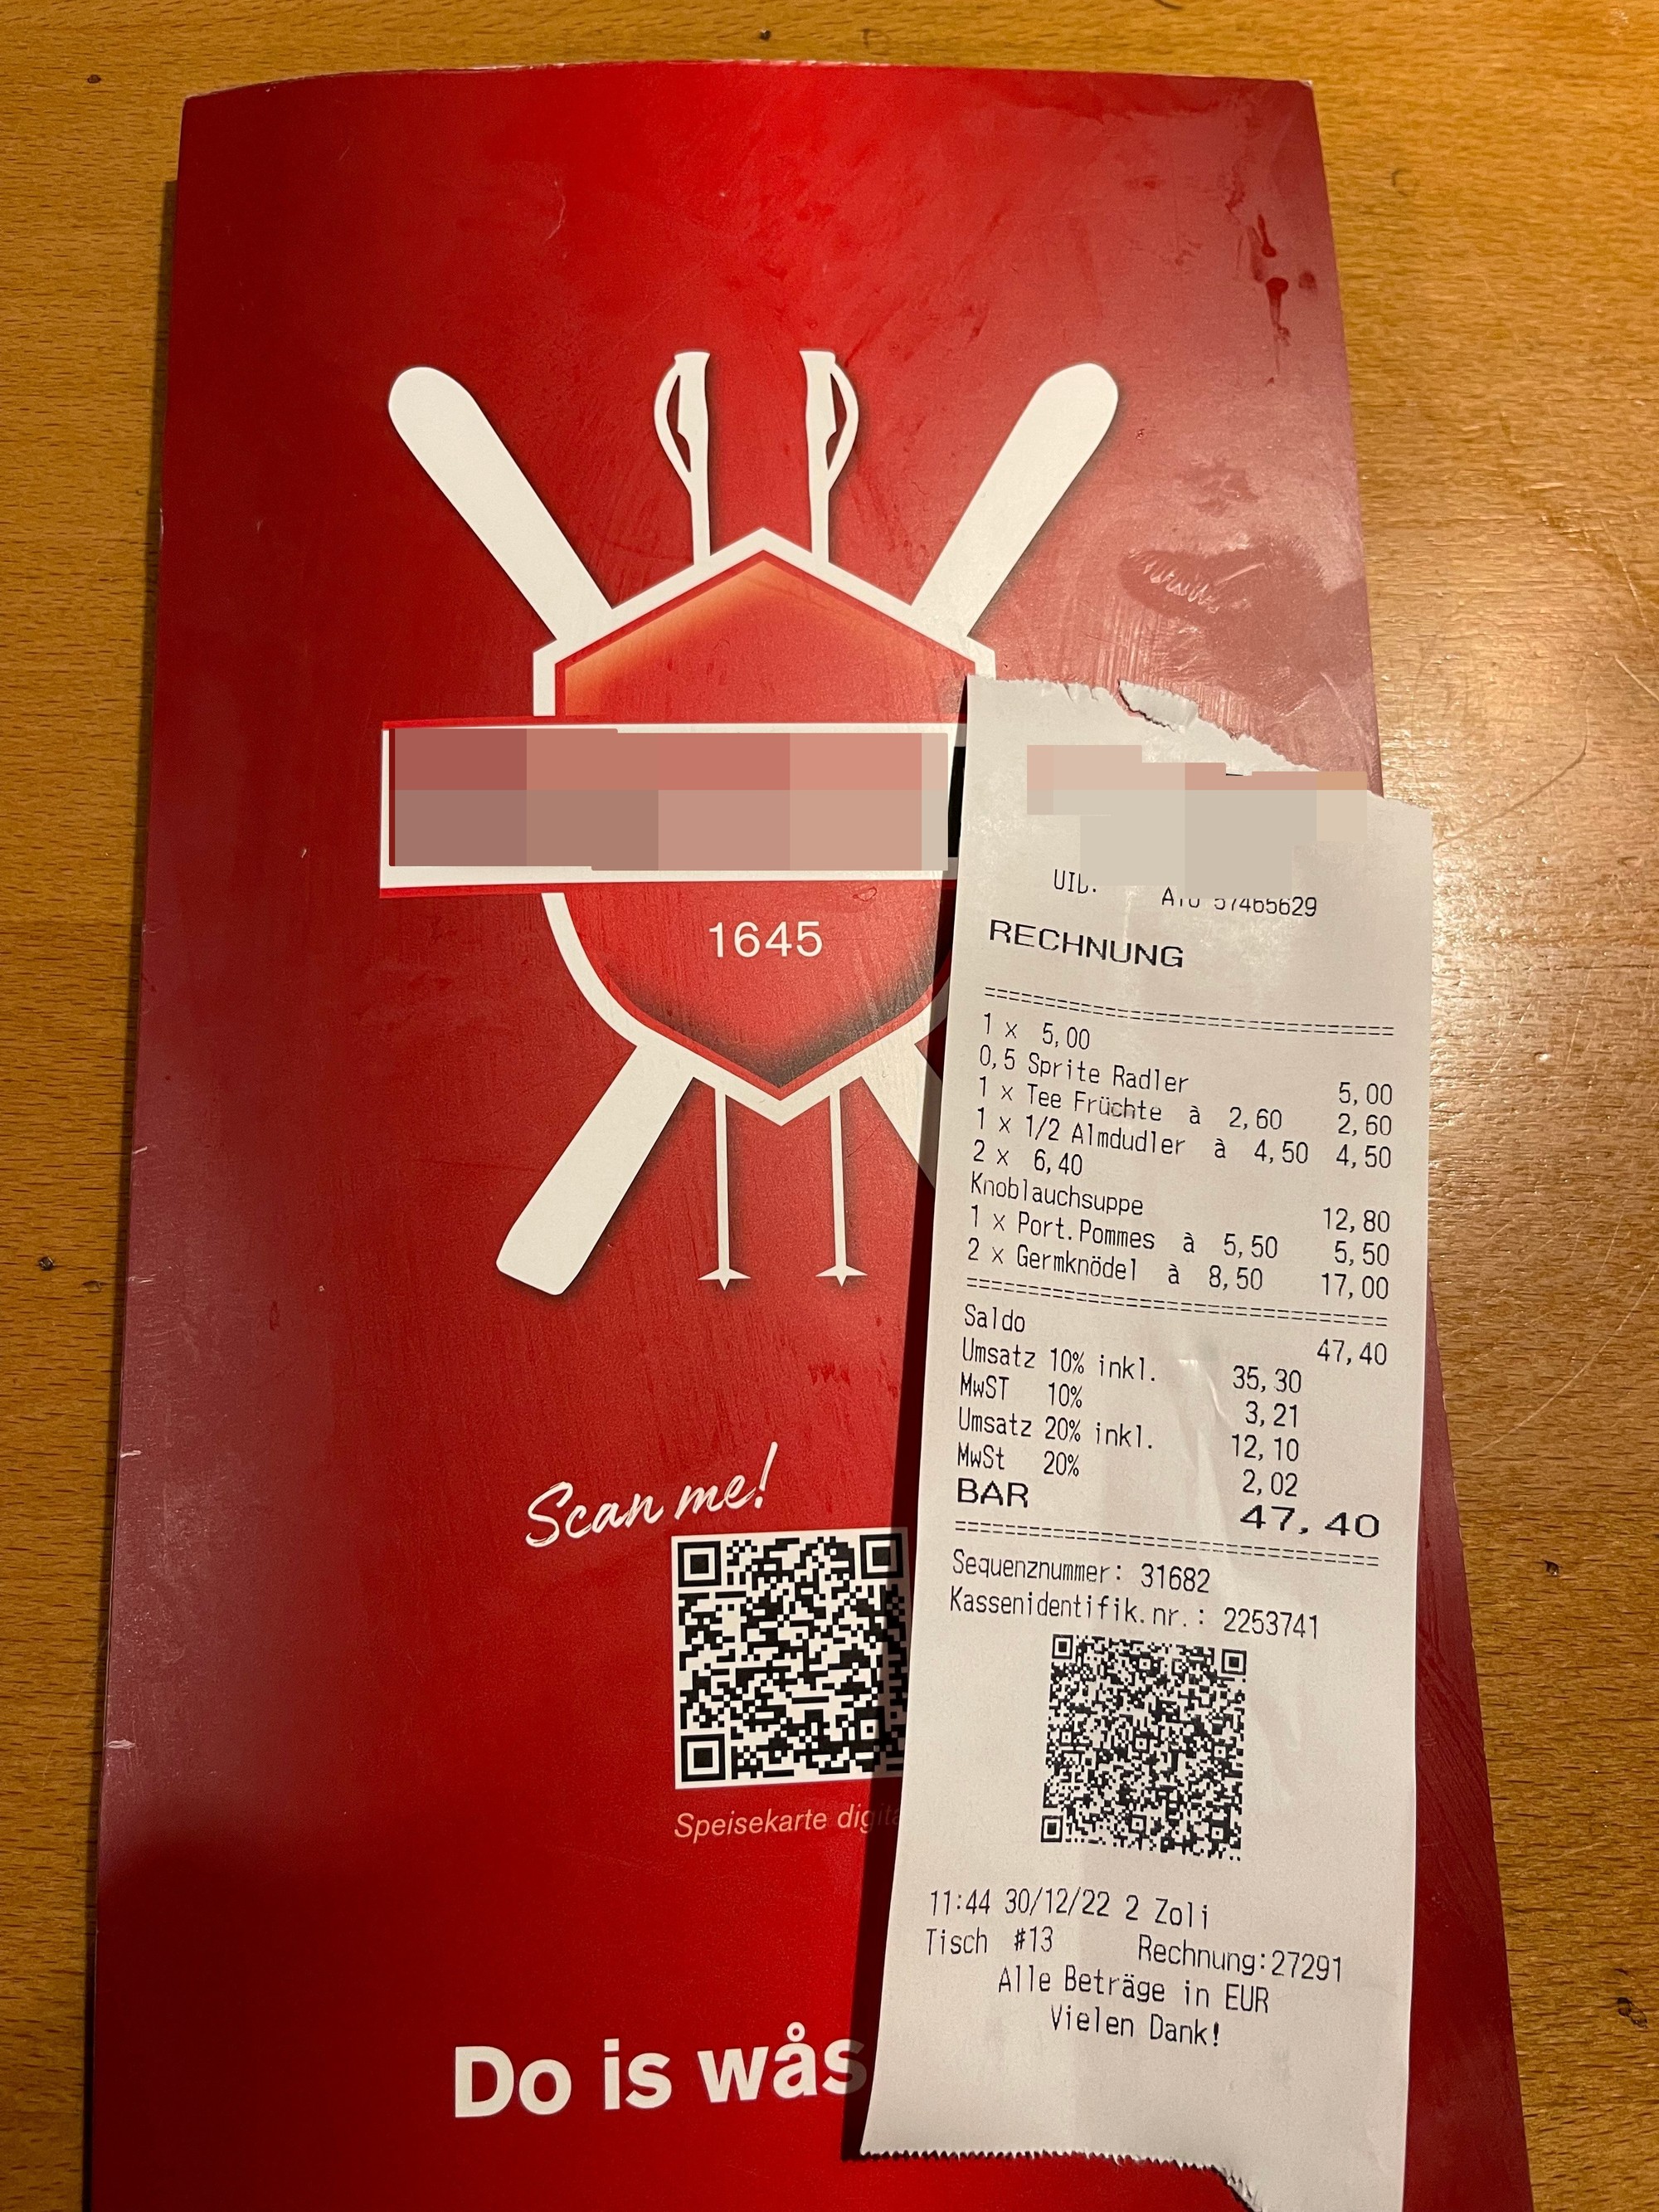 1645
Scan me!
Speisekarte digita
Do is wås
UID. ATU 57465629
RECHNUNG
================================
1 x 5,00
0,5 Sprite Radler 5,00
1 x Tee Früchte à 2,60 2,60
1 x 1/2 Almdudler à 4,50 4,50
2 x 6,40
Knoblauchsuppe 12,80
1 x Port.Pommes à 5,50 5,50
2 x Germknödel à 8,50 17,00
================================
Saldo 47,40
Umsatz 10% inkl. 35,30
MwST 10% 3,21
Umsatz 20% inkl. 12,10
MwSt 20% 2,02
BAR 47,40
================================
Sequenznummer: 31682
Kassenidentifik.nr.: 2253741
11:44 30/12/22 2 Zoli
Tisch #13 Rechnung:27291
Alle Beträge in EUR
Vielen Dank!